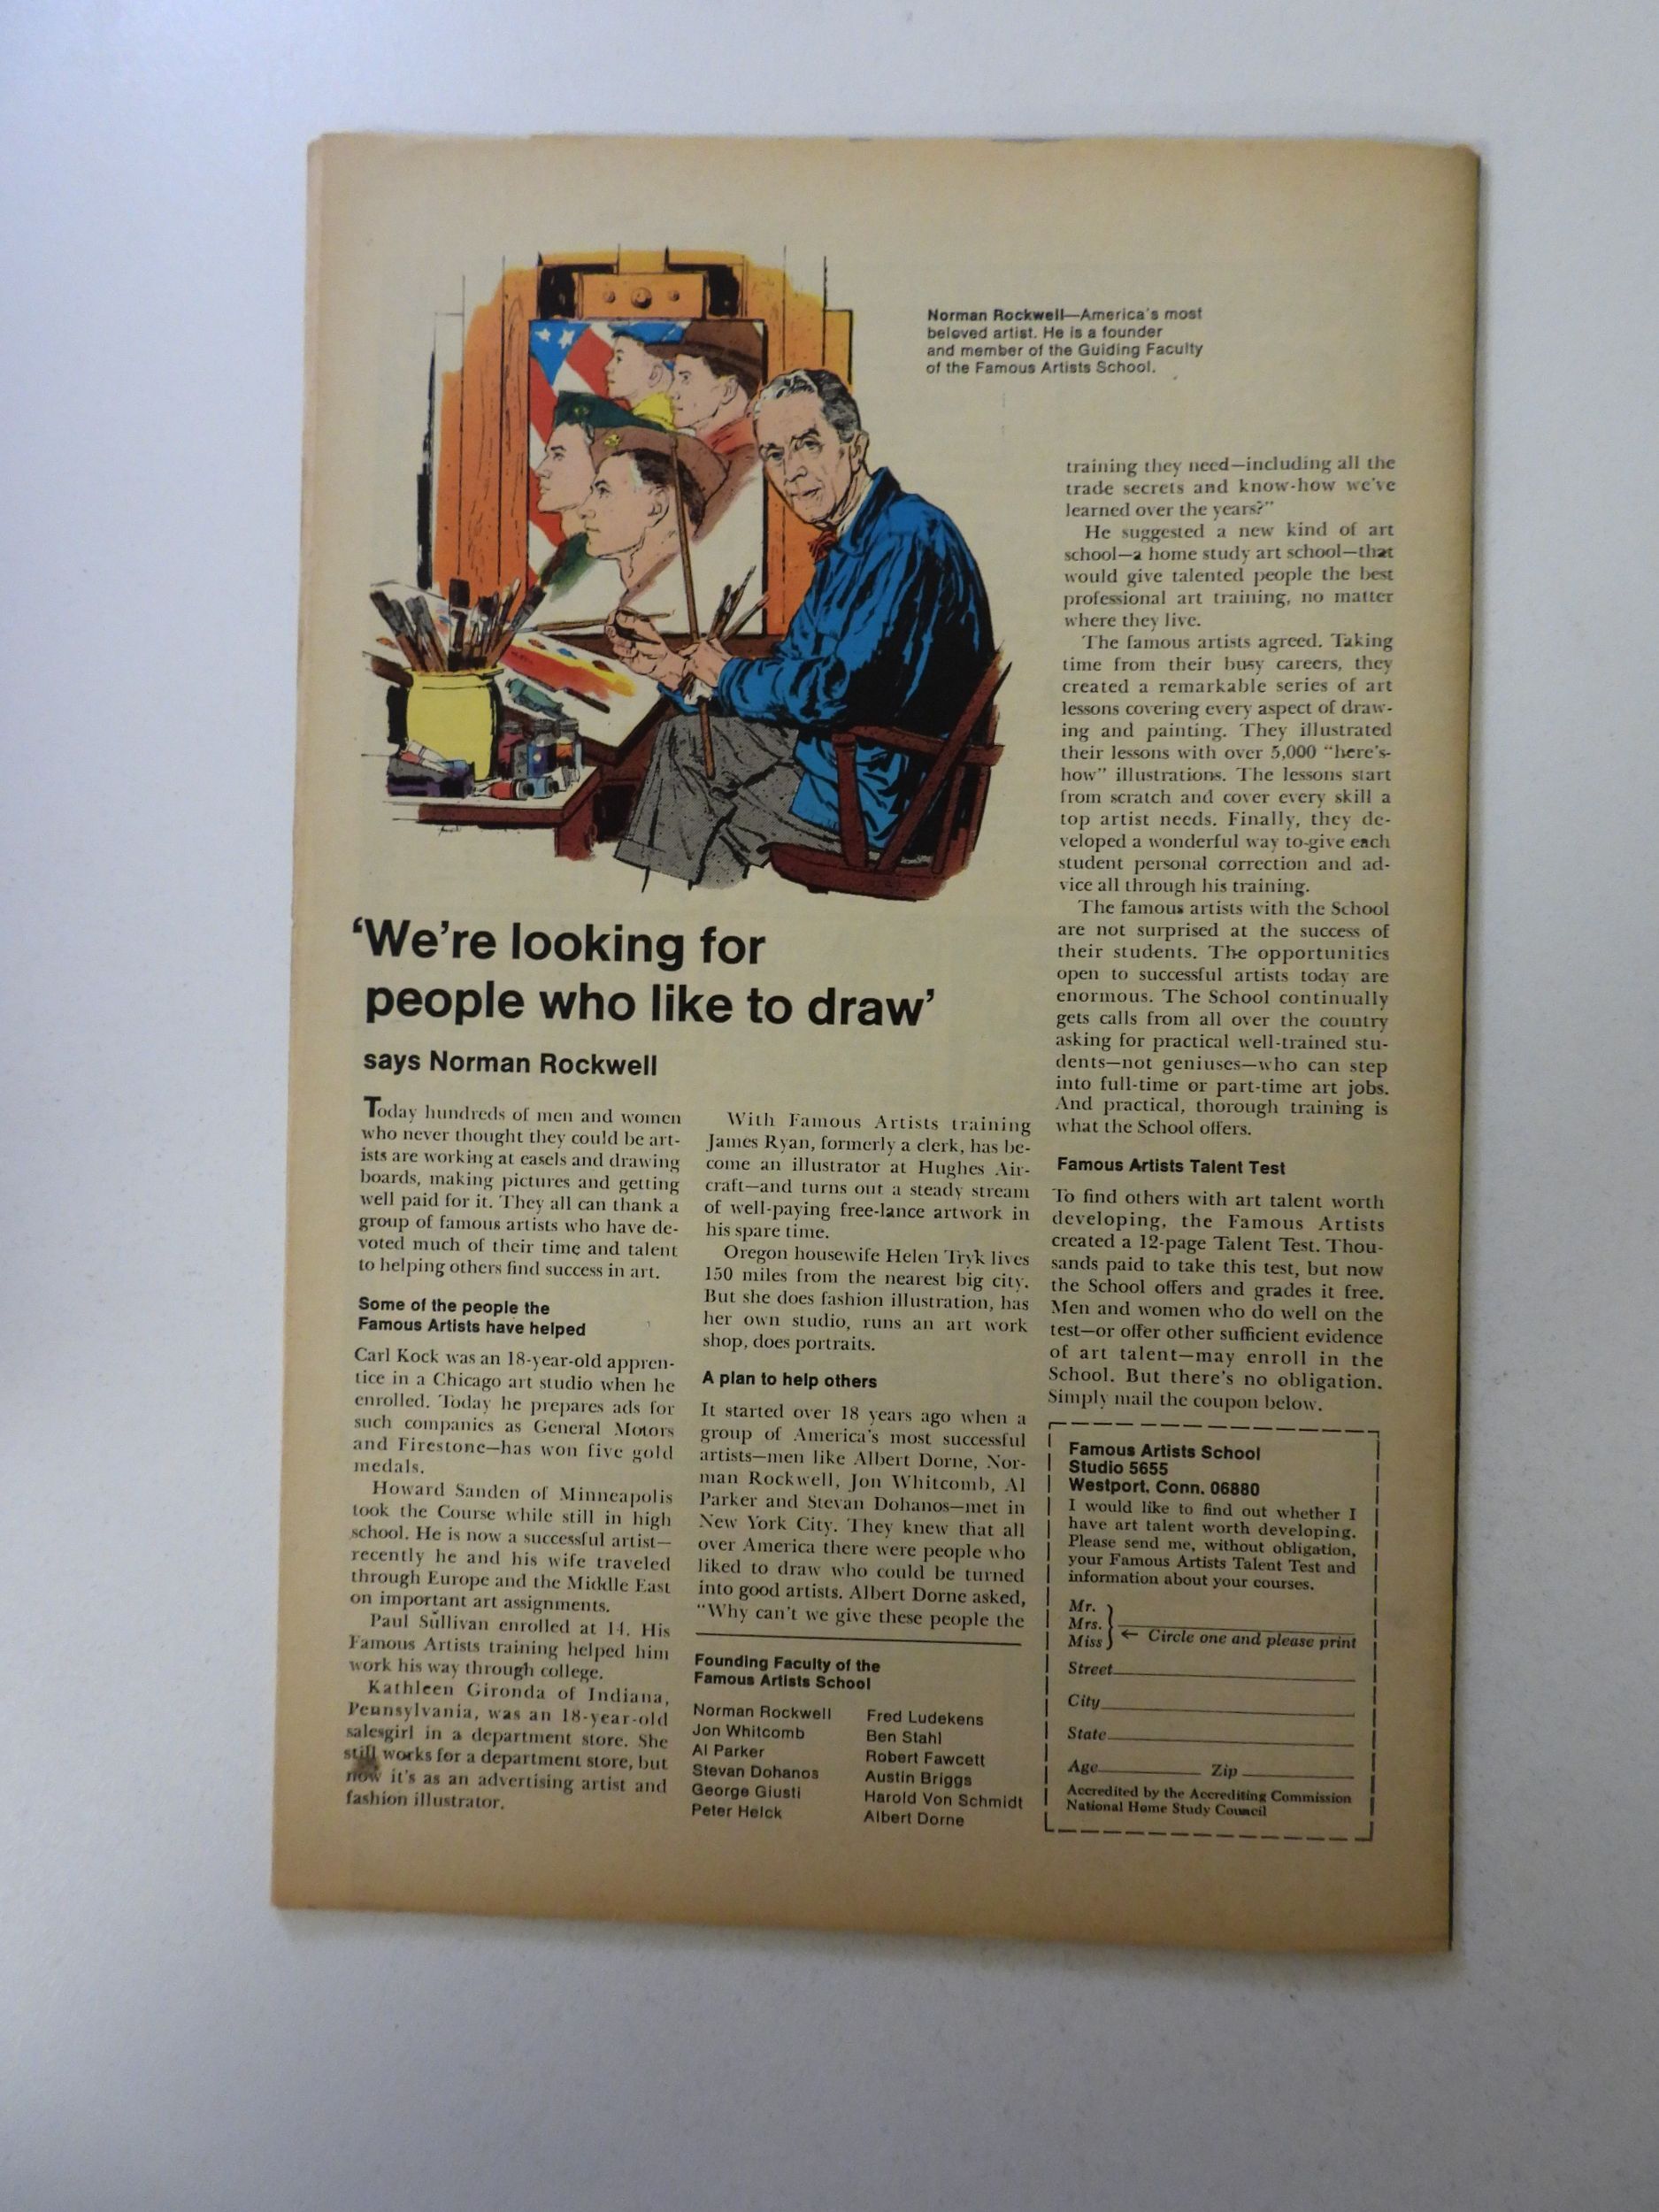 Norman Rockwell—America's most
beloved artist. He is a founder
and member of the Guiding Faculty
of the Famous Artists School.
'We're looking for
people who like to draw'
says Norman Rockwell
Today hundreds of men and women
who never thought they could be art-
ists are working at easels and drawing
boards, making pictures and getting
well paid for it. They all can thank a
group of famous artists who have de-
voted much of their time and talent
to helping others find success in art.
Some of the people the
Famous Artists have helped
Carl Kock was an 18-year-old appren-
tice in a Chicago art studio when he
enrolled. Today he prepares ads for
such companies as General Motors
and Firestone—has won five gold
medals.
Howard Sanden of Minneapolis
took the Course while still in high
school. He is now a successful artist—
recently he and his wife traveled
through Europe and the Middle East
on important art assignments.
Paul Sullivan enrolled at 14. His
Famous Artists training helped him
work his way through college.
Kathleen Gironda of Indiana,
Pennsylvania, was an 18-year-old
salesgirl in a department store. She
still works for a department store, but
now it's as an advertising artist and
fashion illustrator.
With Famous Artists training
James Ryan, formerly a clerk, has be-
come an illustrator at Hughes Air-
craft—and turns out a steady stream
of well-paying free-lance artwork in
his spare time.
Oregon housewife Helen Tryk lives
150 miles from the nearest big city.
But she does fashion illustration, has
her own studio, runs an art work
shop, does portraits.
A plan to help others
It started over 18 years ago when a
group of America's most successful
artists—men like Albert Dorne, Nor-
man Rockwell, Jon Whitcomb, Al
Parker and Stevan Dohanos—met in
New York City. They knew that all
over America there were people who
liked to draw who could be turned
into good artists. Albert Dorne asked,
"Why can't we give these people the
Founding Faculty of the
Famous Artists School
Norman Rockwell
Jon Whitcomb
Al Parker
Stevan Dohanos
George Giusti
Peter Helck
Fred Ludekens
Ben Stahl
Robert Fawcett
Austin Briggs
Harold Von Schmidt
Albert Dorne
training they need—including all the
trade secrets and know-how we've
learned over the years?"
He suggested a new kind of art
school—a home study art school—that
would give talented people the best
professional art training, no matter
where they live.
The famous artists agreed. Taking
time from their busy careers, they
created a remarkable series of art
lessons covering every aspect of draw-
ing and painting. They illustrated
their lessons with over 5,000 "here's-
how" illustrations. The lessons start
from scratch and cover every skill a
top artist needs. Finally, they de-
veloped a wonderful way to give each
student personal correction and ad-
vice all through his training.
The famous artists with the School
are not surprised at the success of
their students. The opportunities
open to successful artists today are
enormous. The School continually
gets calls from all over the country
asking for practical well-trained stu-
dents—not geniuses—who can step
into full-time or part-time art jobs.
And practical, thorough training is
what the School offers.
Famous Artists Talent Test
To find others with art talent worth
developing, the Famous Artists
created a 12-page Talent Test. Thou-
sands paid to take this test, but now
the School offers and grades it free.
Men and women who do well on the
test—or offer other sufficient evidence
of art talent—may enroll in the
School. But there's no obligation.
Simply mail the coupon below.
Famous Artists School
Studio 5655
Westport, Conn. 06880
I would like to find out whether I
have art talent worth developing.
Please send me, without obligation,
your Famous Artists Talent Test and
information about your courses.
Mr.
Mrs.
Miss ← Circle one and please print
Street
City
State
Age Zip
Accredited by the Accrediting Commission
National Home Study Council